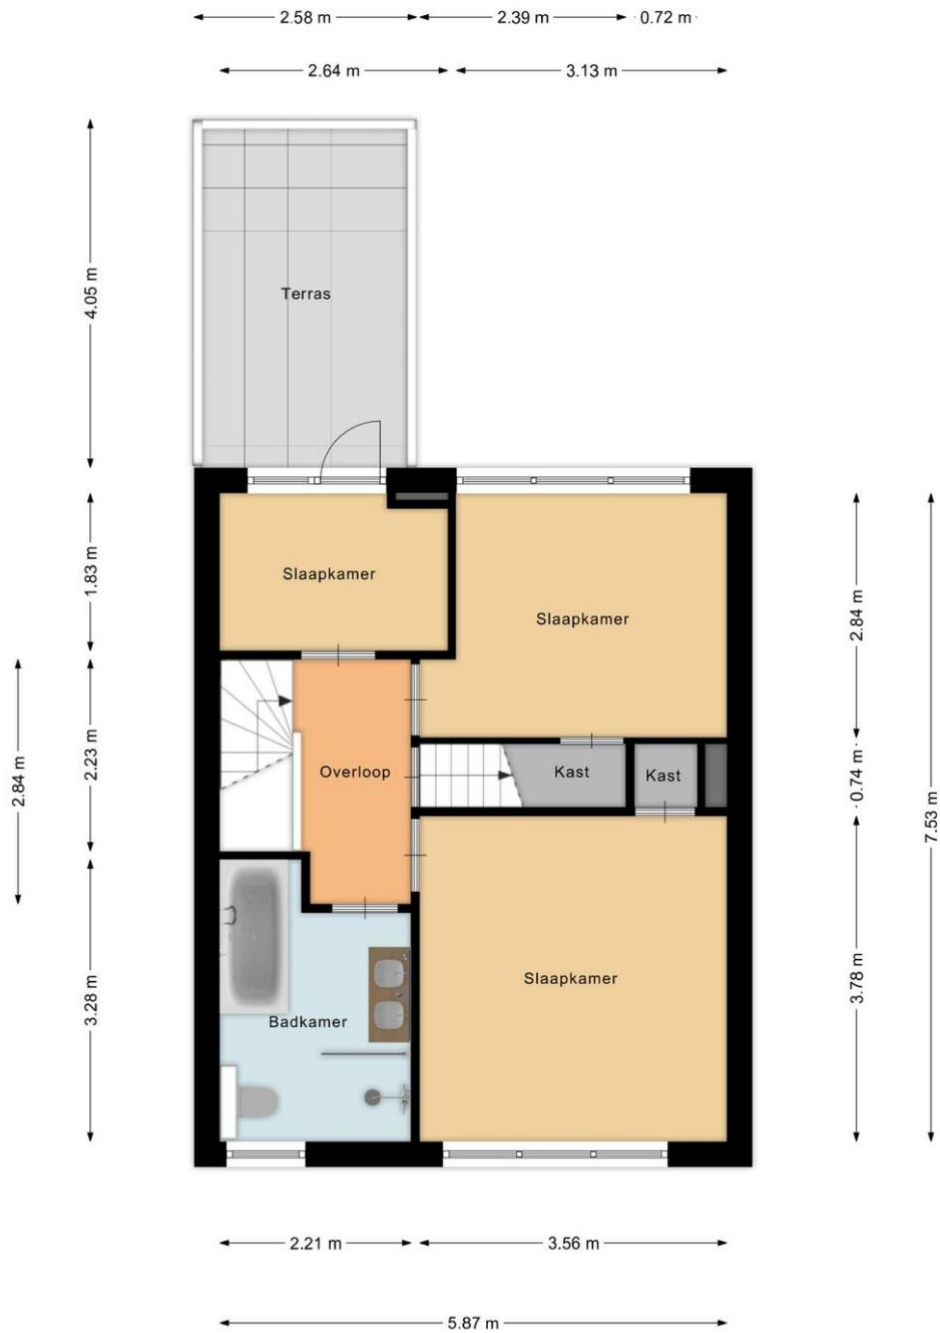 2.58 m
2.39 m
0.72 m
2.64 m
3.13 m
4.05 m
Terras
1.83 m
Slaapkamer
Slaapkamer
2.84 m
7.53 m
2.84 m
2.23 m
Overloop
Kast
Kast
0.74 m
3.28 m
Badkamer
Slaapkamer
3.78 m
2.21 m
3.56 m
5.87 m